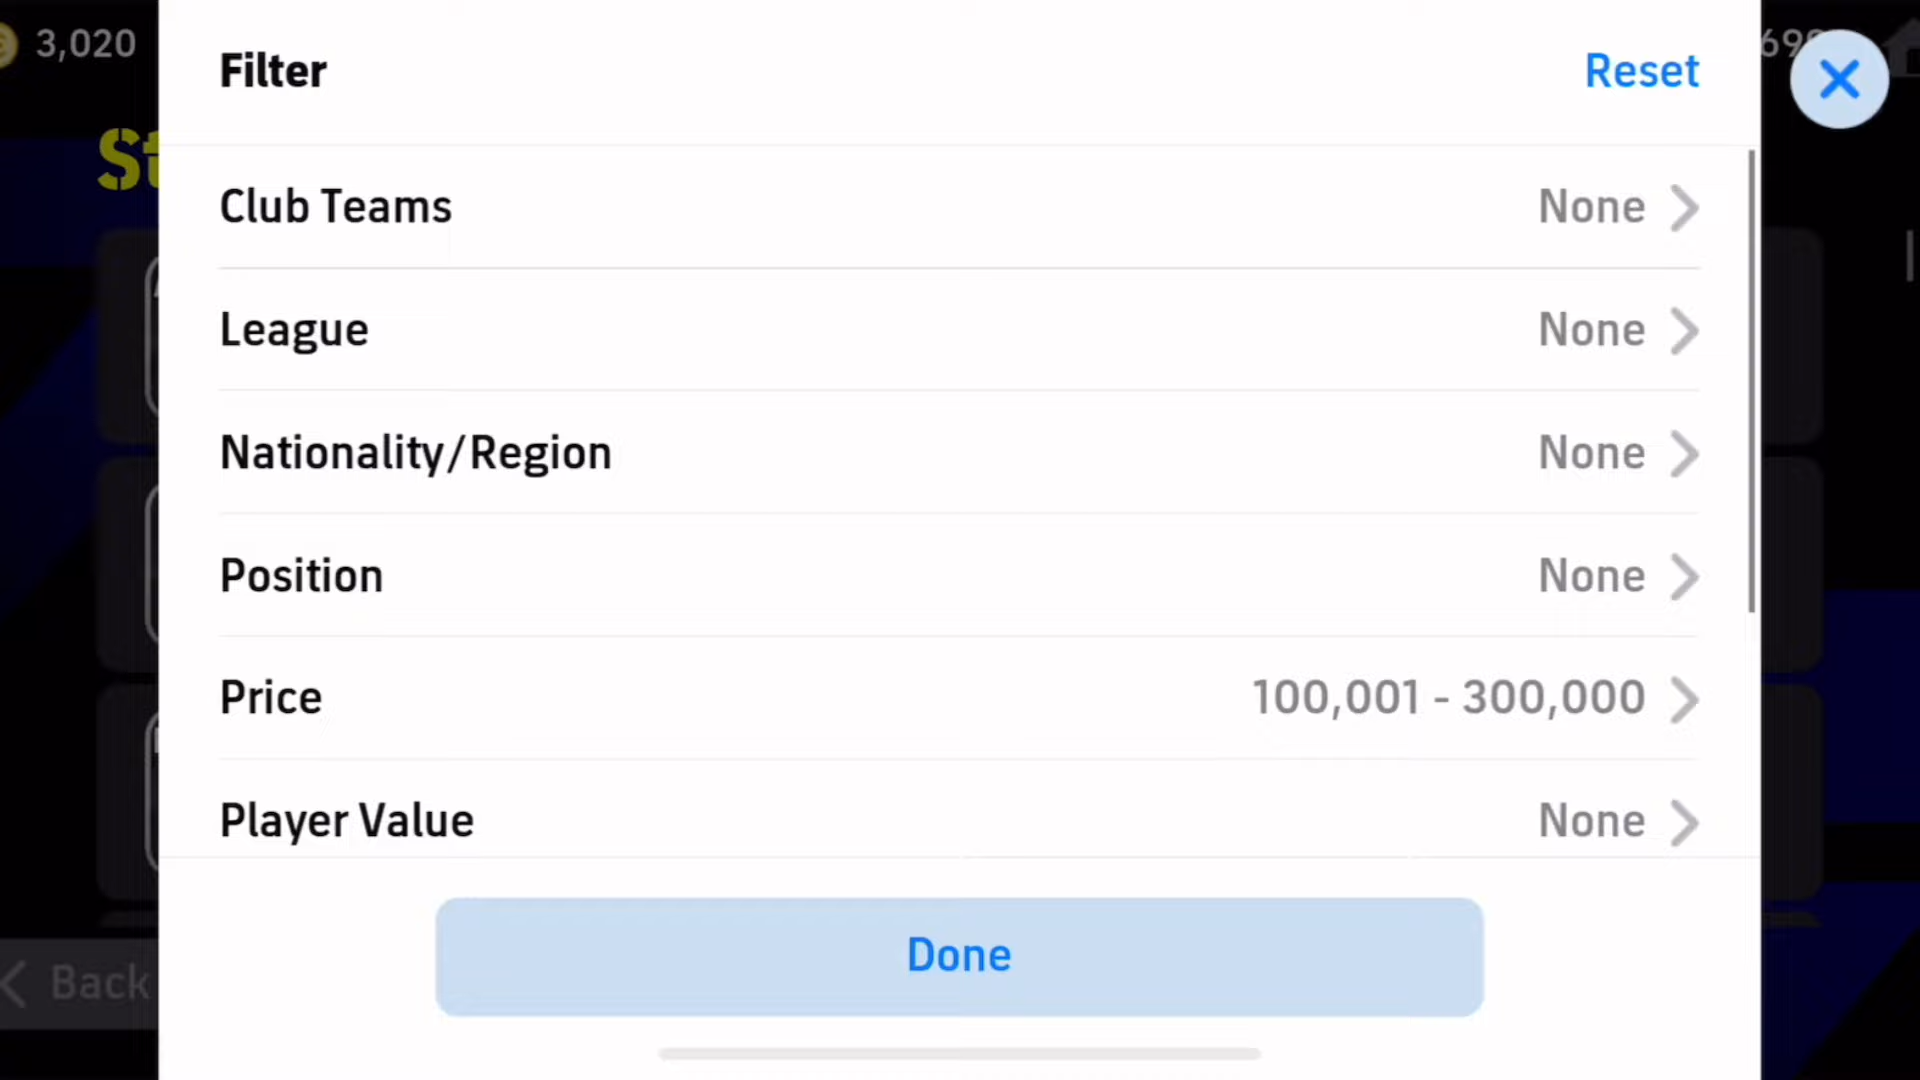 3,020
Filter
Reset
Club Teams None
League None
Nationality/Region None
Position None
Price 100,001 - 300,000
Player Value None
Done
Back